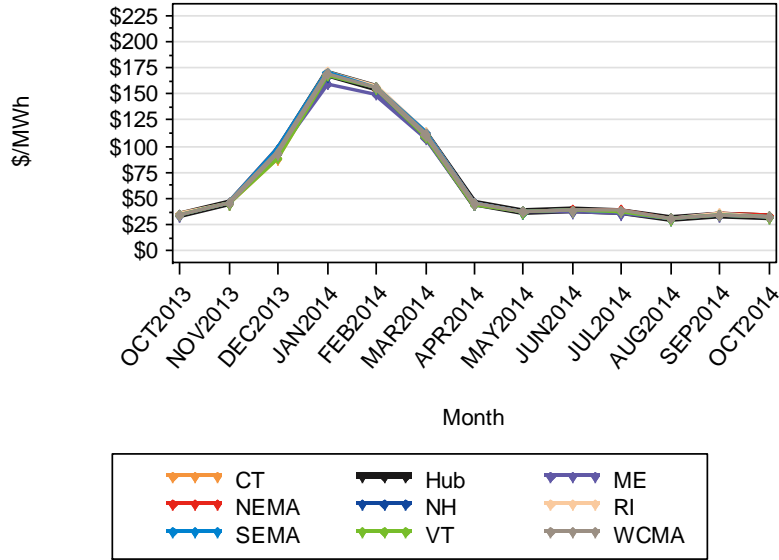 $/MWh
$225
$200
$175
$150
$125
$100
$75
$50
$25
$0
OCT2013
NOV2013
DEC2013
JAN2014
FEB2014
MAR2014
APR2014
MAY2014
JUN2014
JUL2014
AUG2014
SEP2014
OCT2014
Month
CT Hub ME
NEMA NH RI
SEMA VT WCMA